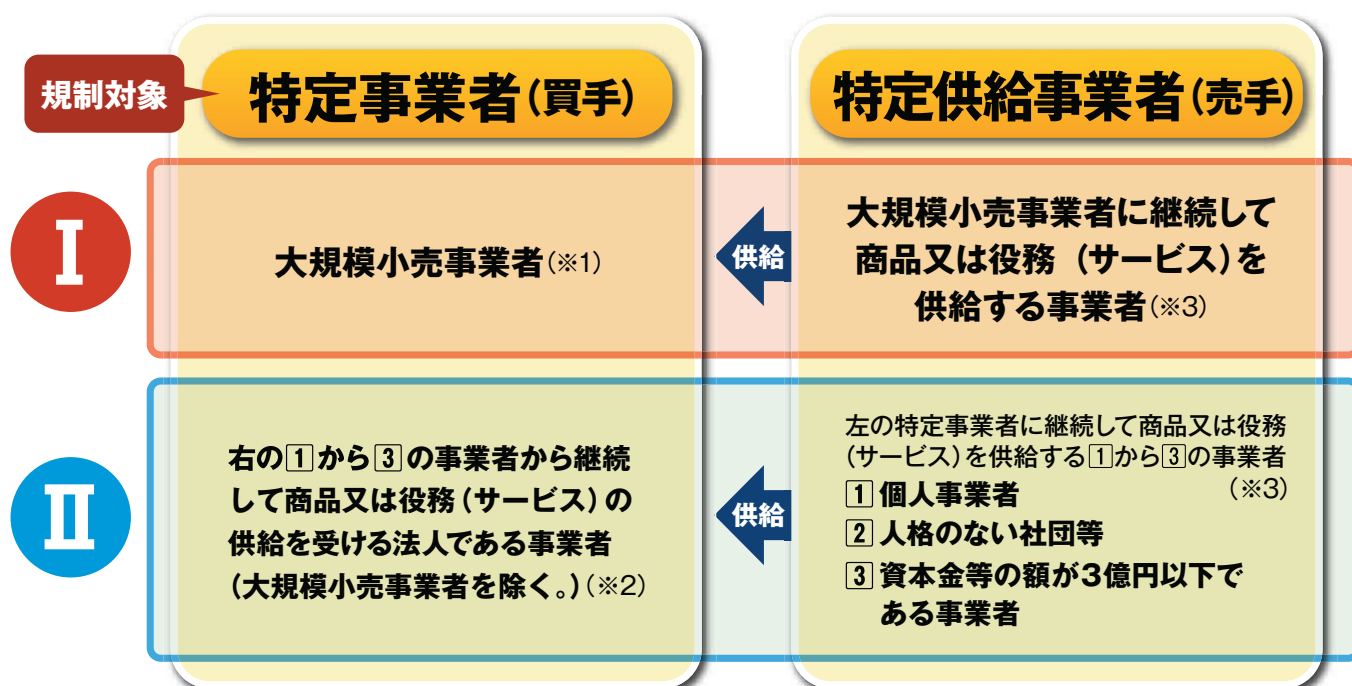 規制対象
特定事業者(買手)
特定供給事業者(売手)
I
大規模小売事業者(※1)
供給
大規模小売事業者に継続して
商品又は役務(サービス)を
供給する事業者(※3)
II
右の1から3の事業者から継続
して商品又は役務(サービス)の
供給を受ける法人である事業者
(大規模小売事業者を除く。)(※2)
供給
左の特定事業者に継続して商品又は役務
(サービス)を供給する1から3の事業者
(※3)
1 個人事業者
2 人格のない社団等
3 資本金等の額が3億円以下で
ある事業者